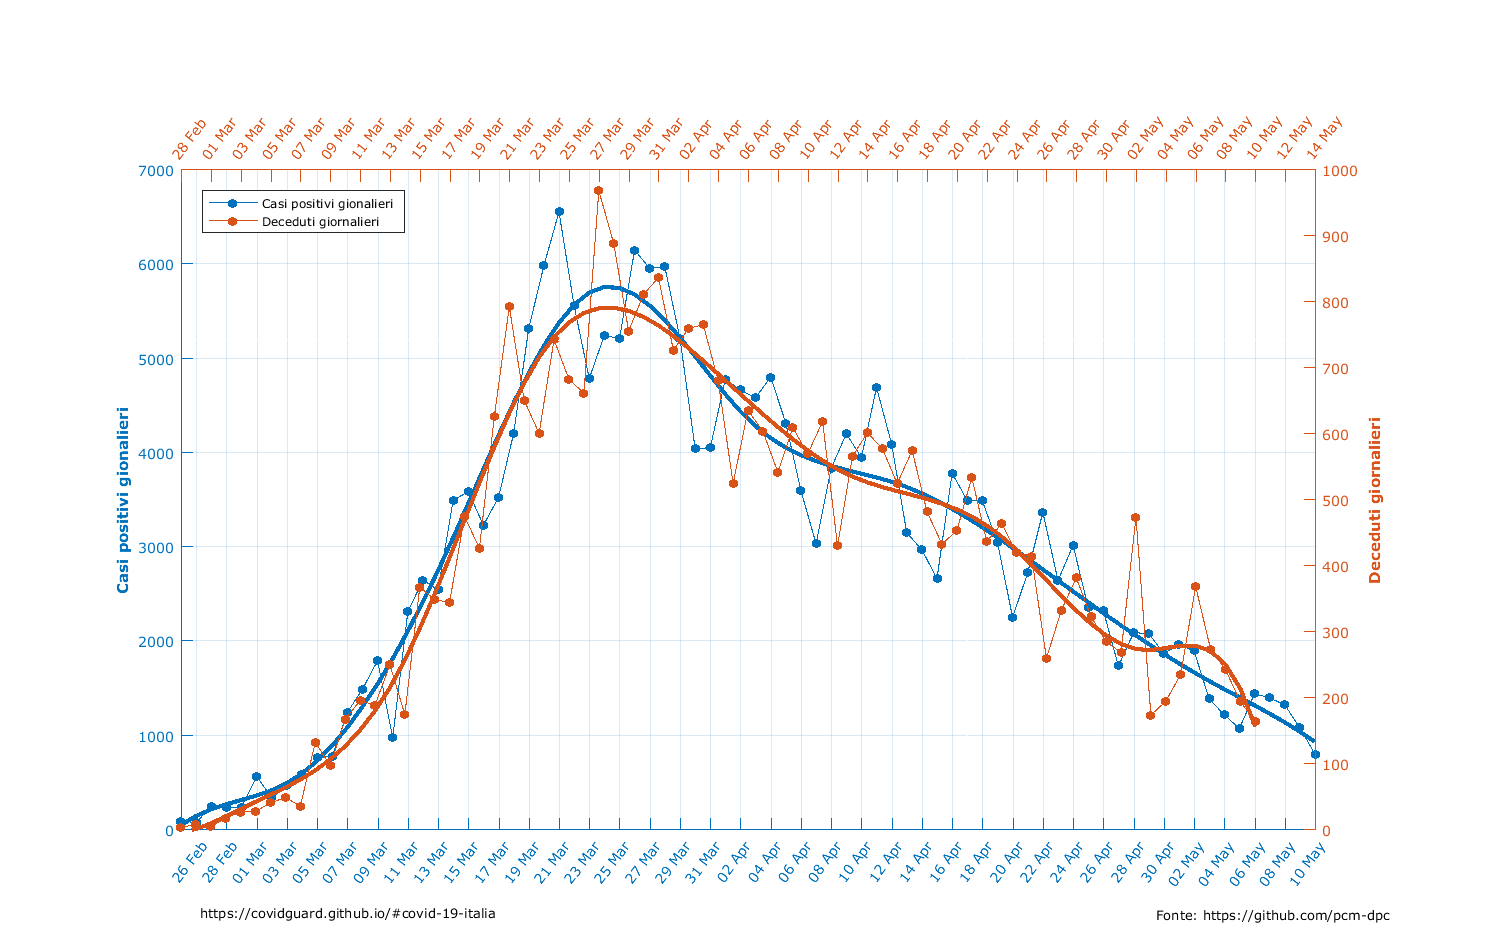 28 Feb 01 Mar 03 Mar 05 Mar 07 Mar 09 Mar 11 Mar 13 Mar 15 Mar 17 Mar 19 Mar 21 Mar 23 Mar 25 Mar 27 Mar 29 Mar 31 Mar 02 Apr 04 Apr 06 Apr 08 Apr 10 Apr 12 Apr 14 Apr 16 Apr 18 Apr 20 Apr 22 Apr 24 Apr 26 Apr 28 Apr 30 Apr 02 May 04 May 06 May 08 May 10 May 12 May 14 May
Casi positivi gionalieri
Deceduti giornalieri
7000
6000
5000
4000
3000
2000
1000
0
Casi positivi gionalieri
1000
900
800
700
600
500
400
300
200
100
0
Deceduti giornalieri
26 Feb 28 Feb 01 Mar 03 Mar 05 Mar 07 Mar 09 Mar 11 Mar 13 Mar 15 Mar 17 Mar 19 Mar 21 Mar 23 Mar 25 Mar 27 Mar 29 Mar 31 Mar 02 Apr 04 Apr 06 Apr 08 Apr 10 Apr 12 Apr 14 Apr 16 Apr 18 Apr 20 Apr 22 Apr 24 Apr 26 Apr 28 Apr 30 Apr 02 May 04 May 06 May 08 May 10 May
https://covidguard.github.io/#covid-19-italia
Fonte: https://github.com/pcm-dpc